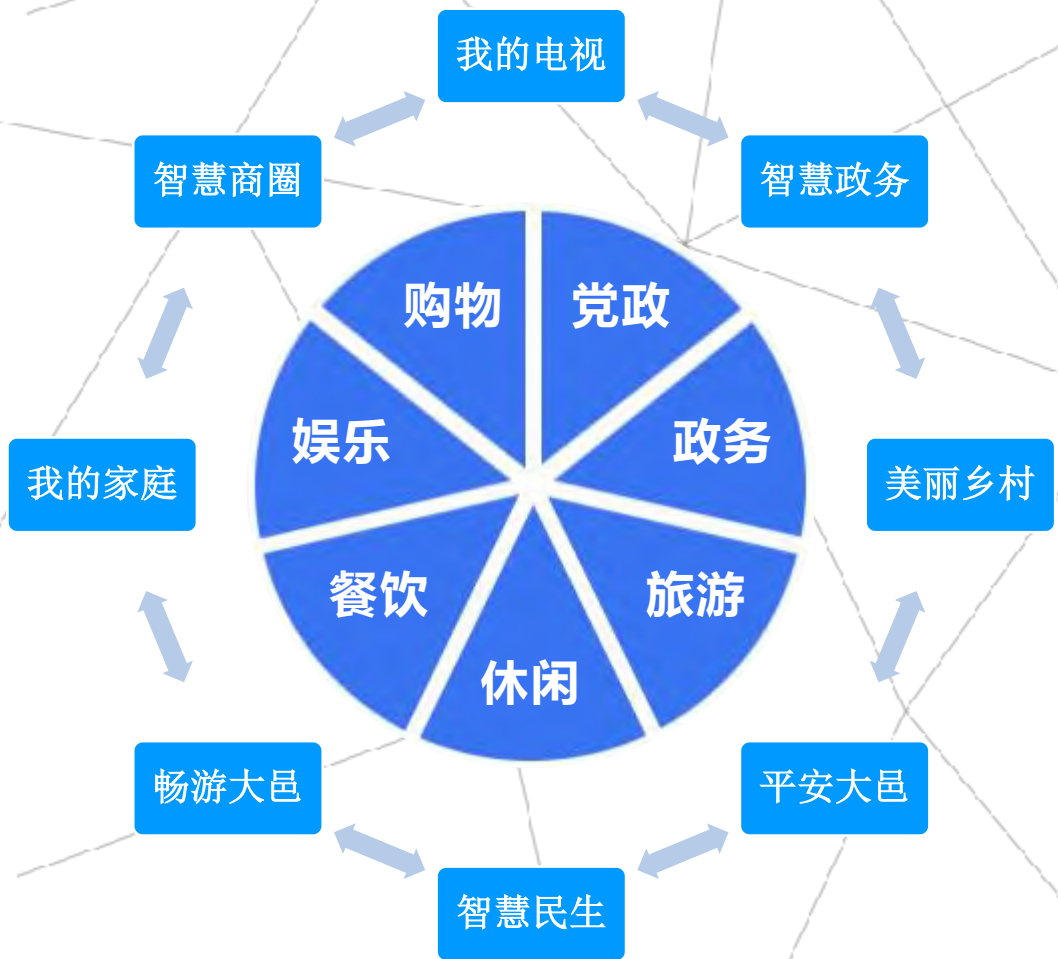 我的电视
智慧商圈
智慧政务
购物
党政
娱乐
政务
我的家庭
美丽乡村
餐饮
旅游
休闲
畅游大邑
平安大邑
智慧民生